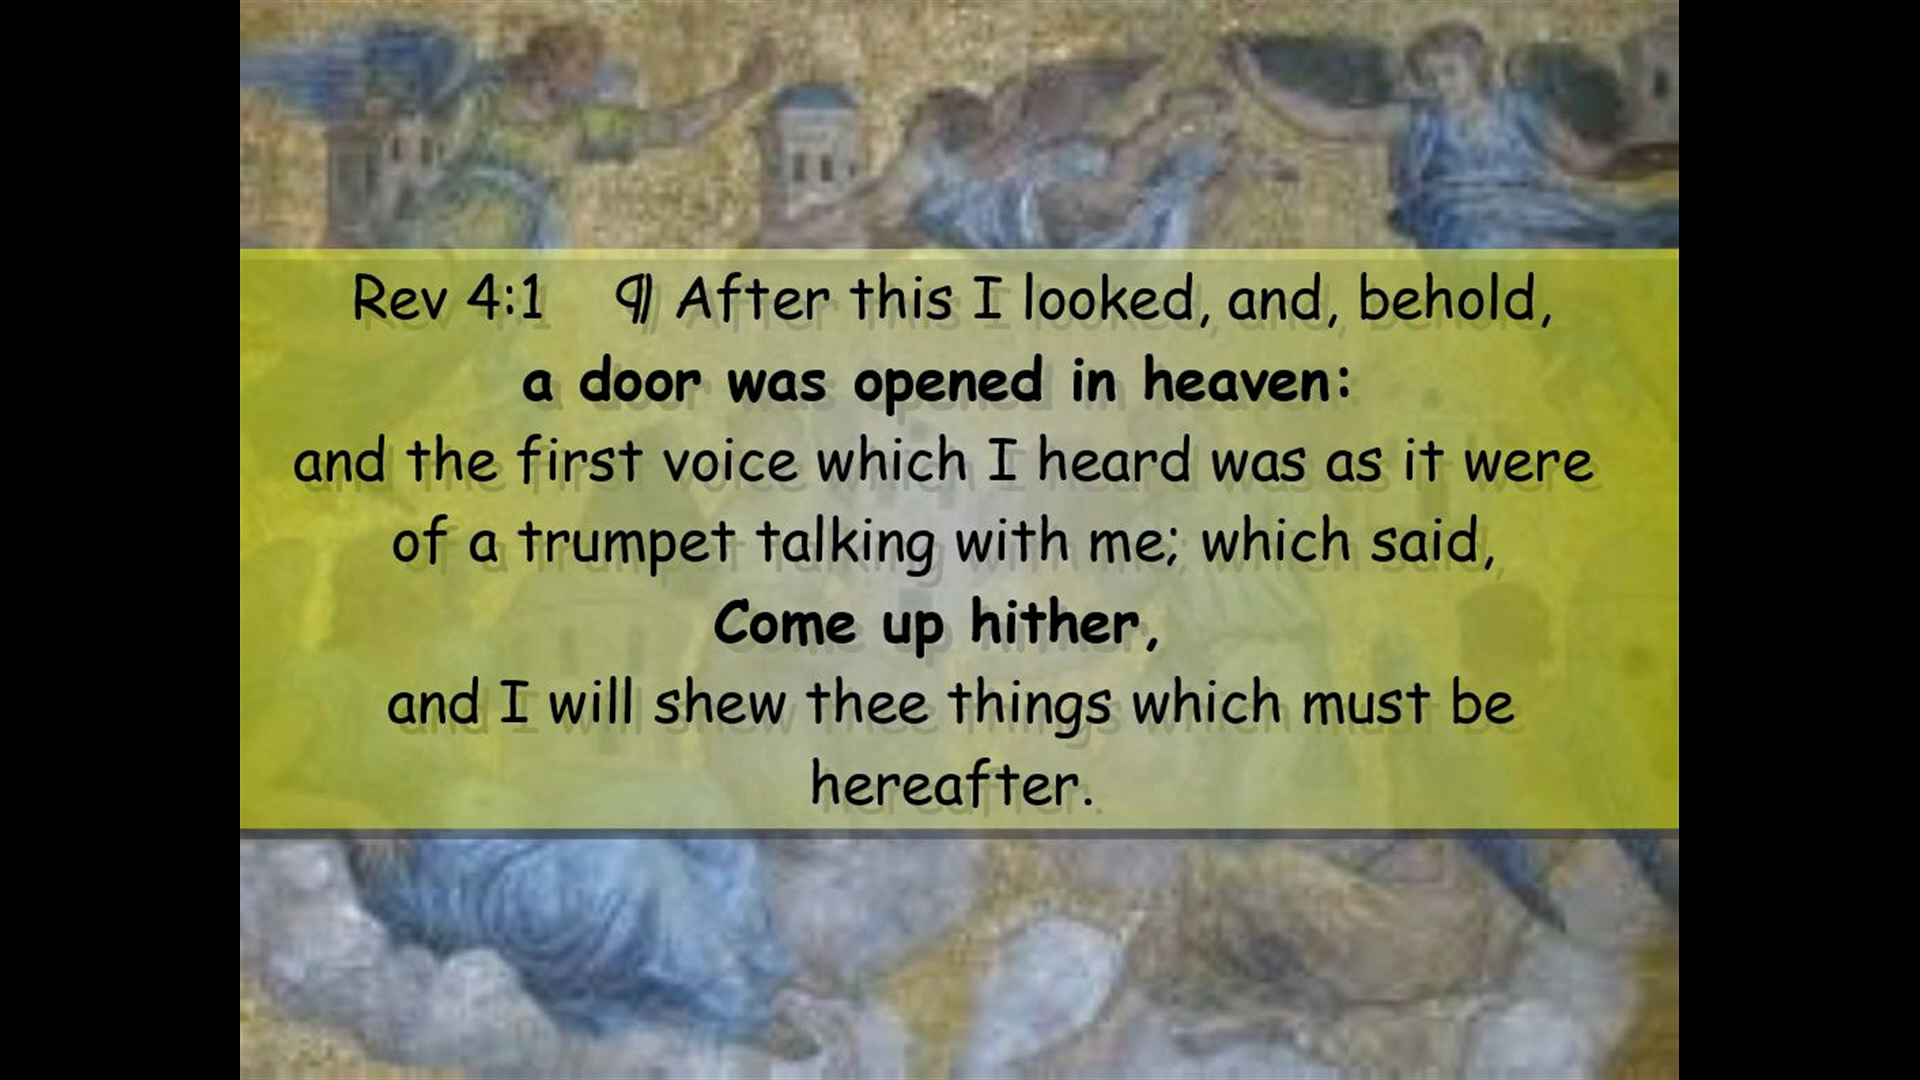 Rev 4:1 ¶ After this I looked, and, behold,
a door was opened in heaven:
and the first voice which I heard was as it were
of a trumpet talking with me; which said,
Come up hither,
and I will shew thee things which must be
hereafter.